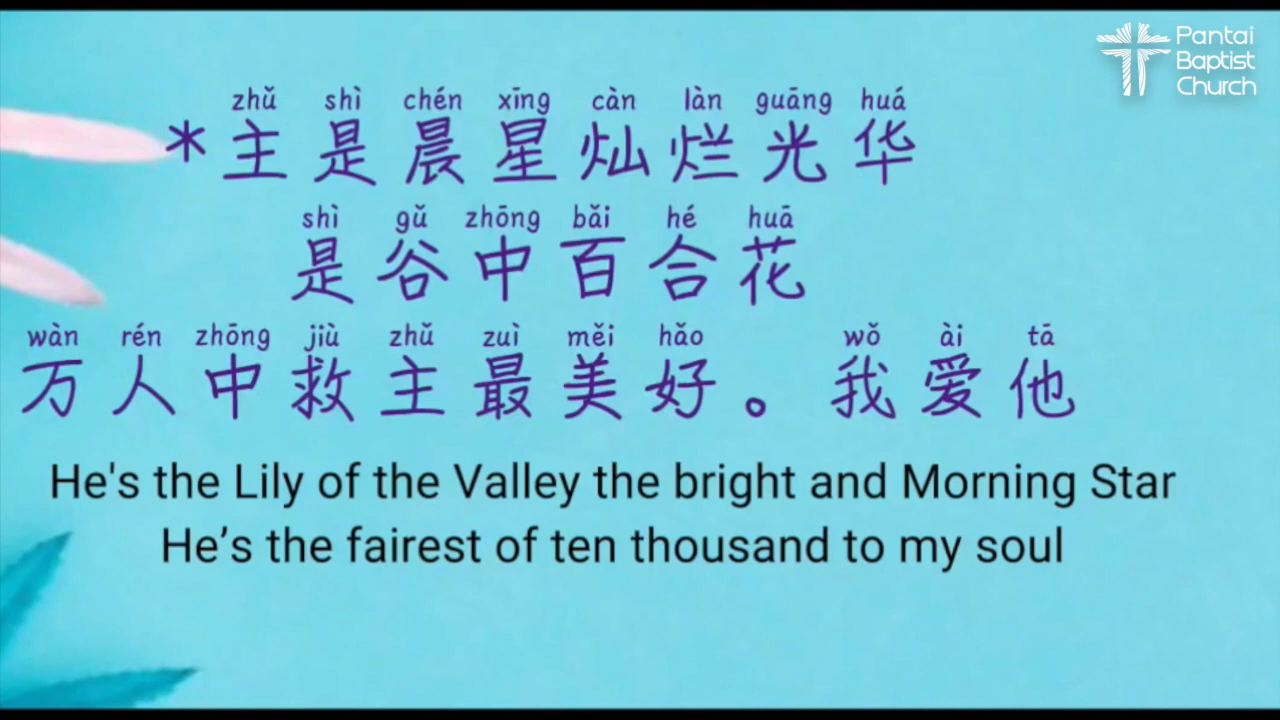 Pantai
Baptist
Church
zhǔ shì chén xīng càn làn guāng huá
*主是晨星灿烂光华
shì gǔ zhōng bǎi hé huā
是谷中百合花
wàn rén zhōng jiù zhǔ zuì měi hǎo wǒ ài tā
万人中救主最美好。我爱他
He's the Lily of the Valley the bright and Morning Star
He’s the fairest of ten thousand to my soul